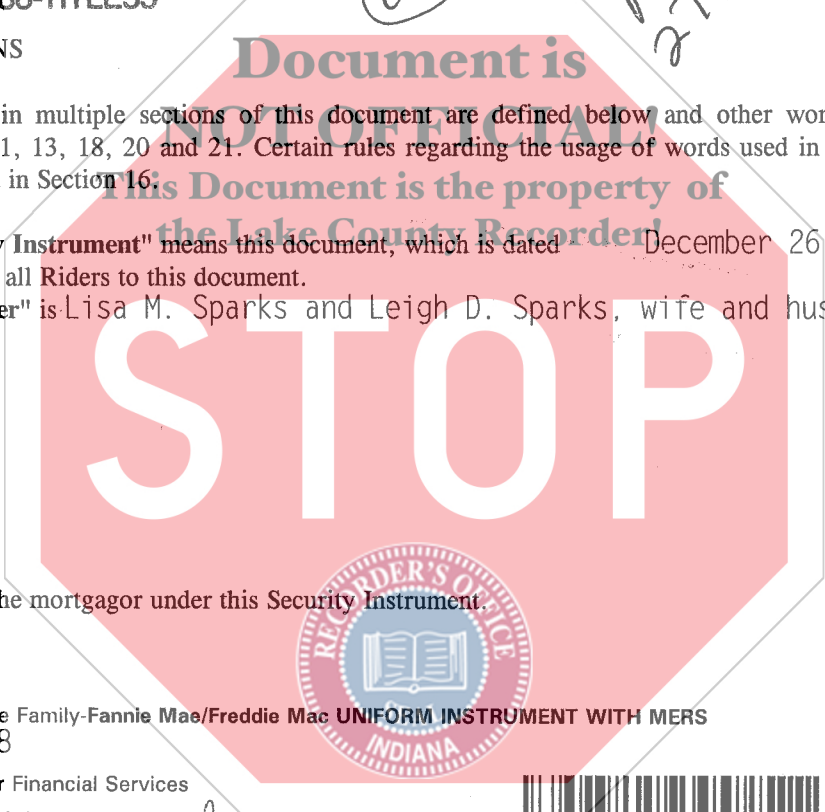 NS
Document is
in multiple sections of this document are defined below and other wor
NOT OFFICIAL!
1, 13, 18, 20 and 21. Certain rules regarding the usage of words used in
in Section 16.
This Document is the property of
the Lake County Recorder!
Instrument" means this document, which is dated December 26
all Riders to this document.
er" is Lisa M. Sparks and Leigh D. Sparks, wife and hus
STOP
he mortgagor under this Security Instrument.
RECORDER'S OFFICE
SEAL
INDIANA
e Family-Fannie Mae/Freddie Mac UNIFORM INSTRUMENT WITH MERS
8
r Financial Services